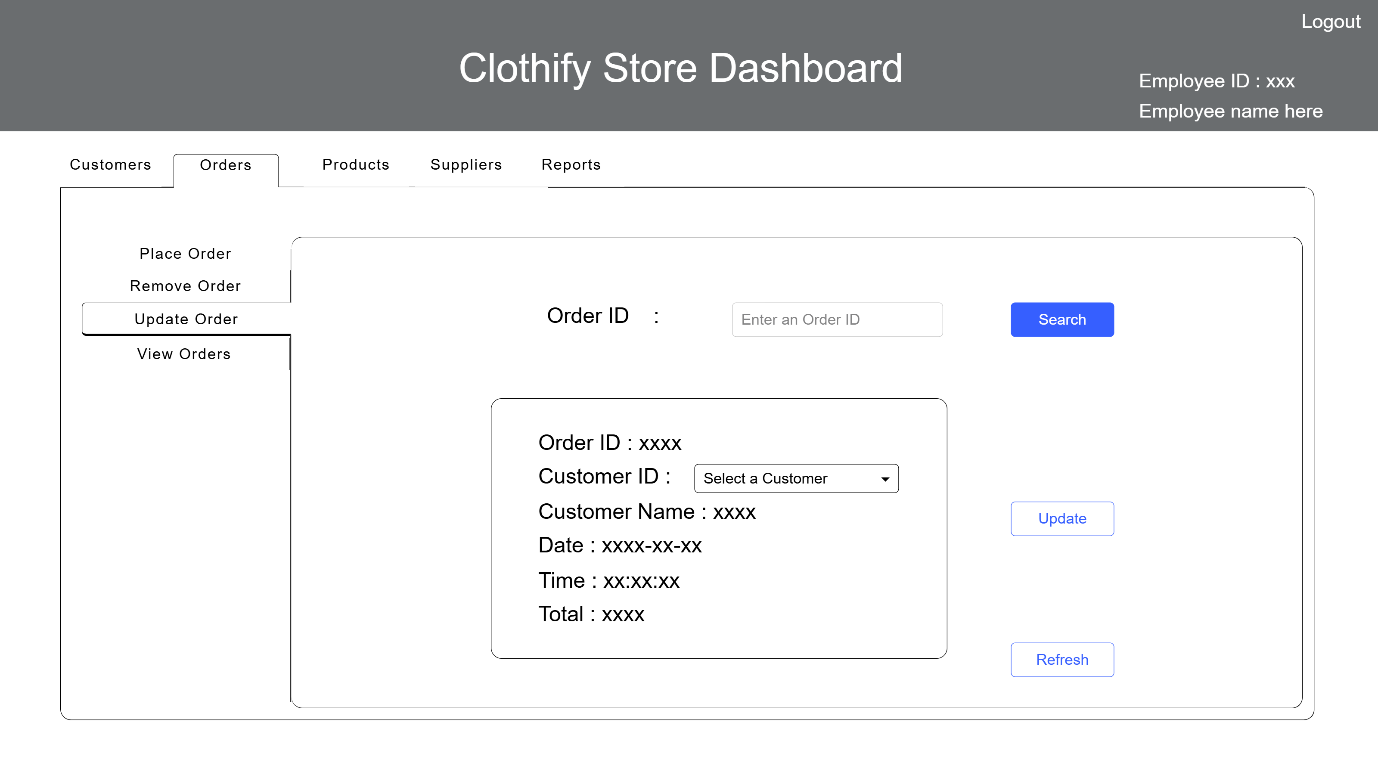 Logout
Clothify Store Dashboard
Employee ID : xxx
Employee name here
Customers Orders Products Suppliers Reports
Place Order
Remove Order
Update Order
View Orders
Order ID : Enter an Order ID Search
Order ID : xxxx
Customer ID : Select a Customer
Customer Name : xxxx
Date : xxxx-xx-xx
Time : xx:xx:xx
Total : xxxx
Update
Refresh